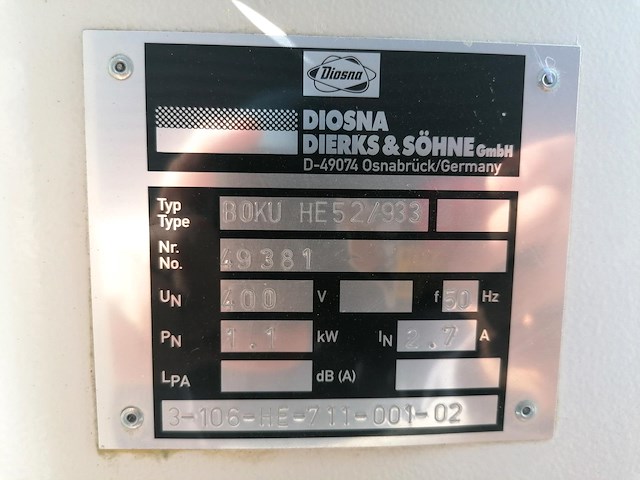 Diosna
DIOSNA
DIERKS & SÖHNE GmbH
D-49074 Osnabrück/Germany
Typ
Type BOKU HE52/933
Nr.
No. 49381
UN 400 V f 50 Hz
PN 1.1 kW IN 2.7 A
LPA dB (A)
3-106-HE-711-001-02